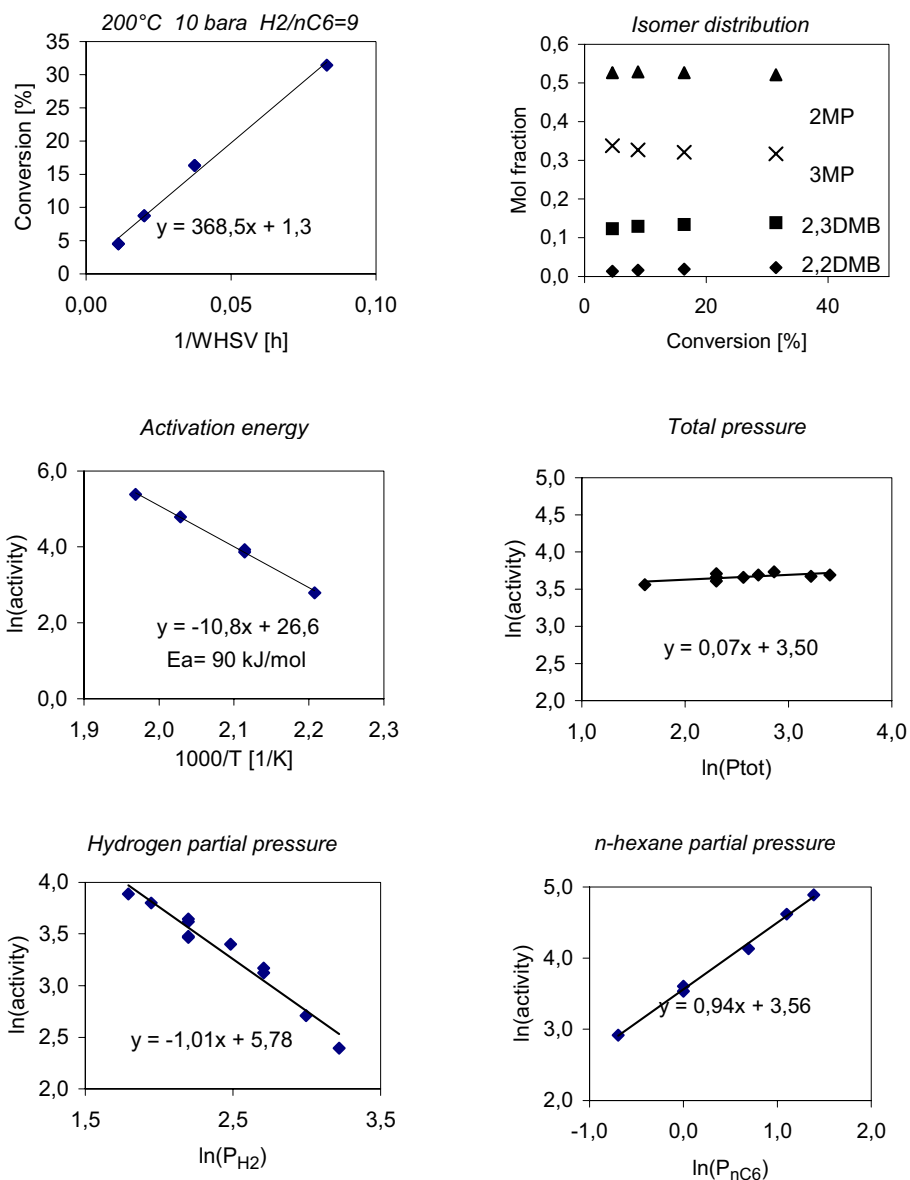 200°C 10 bara H2/nC6=9
Conversion [%]
35
30
25
20
15
10
5
0
y = 368,5x + 1,3
0,00 0,05 0,10
1/WHSV [h]
Isomer distribution
Mol fraction
0,6
0,5
0,4
0,3
0,2
0,1
0,0
2MP
3MP
2,3DMB
2,2DMB
0 20 40
Conversion [%]
Activation energy
ln(activity)
6,0
4,0
2,0
0,0
y = -10,8x + 26,6
Ea= 90 kJ/mol
1,9 2,0 2,1 2,2 2,3
1000/T [1/K]
Total pressure
ln(activity)
5,0
4,5
4,0
3,5
3,0
2,5
2,0
y = 0,07x + 3,50
1,0 2,0 3,0 4,0
ln(Ptot)
Hydrogen partial pressure
ln(activity)
4,0
3,5
3,0
2,5
2,0
y = -1,01x + 5,78
1,5 2,5 3,5
ln(PH2)
n-hexane partial pressure
ln(activity)
5,0
4,0
3,0
2,0
y = 0,94x + 3,56
-1,0 0,0 1,0 2,0
ln(PnC6)